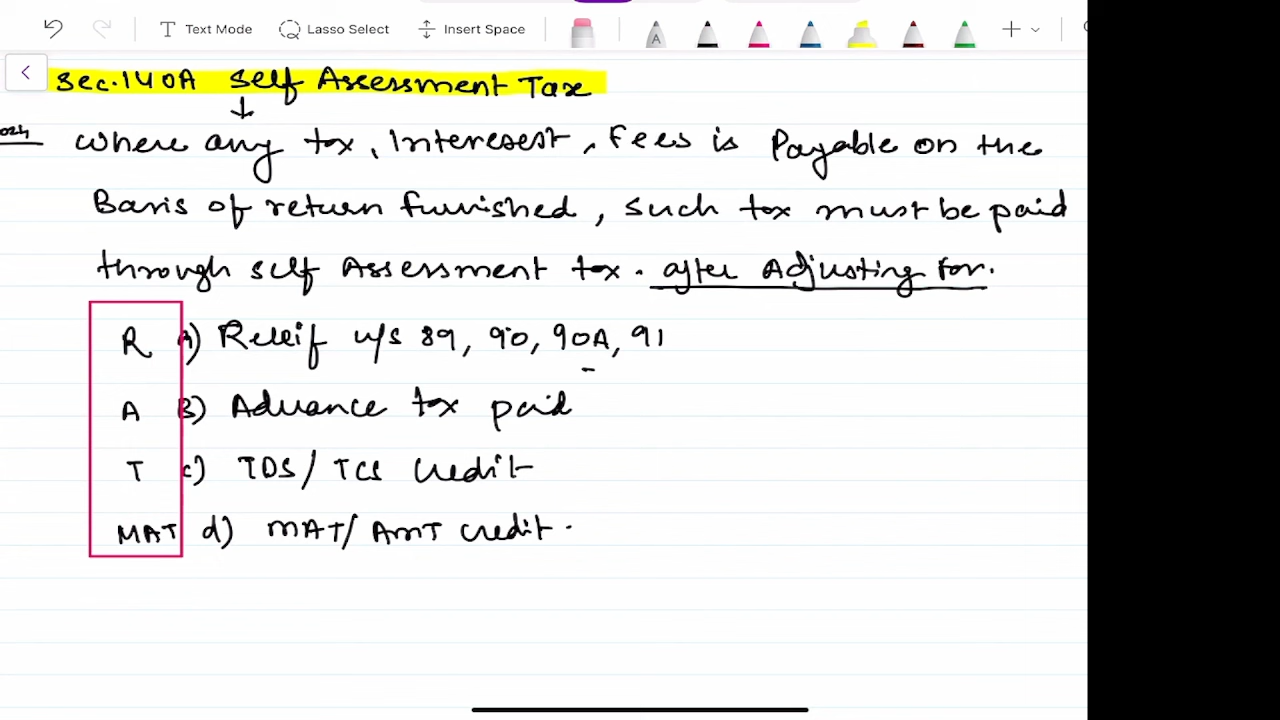 Text Mode Lasso Select Insert Space
A
Sec.140A Self Assessment Tax
where any tax, Interest, Fees is Payable on the
Basis of return furnished, such tax must be paid
through self Assessment tax. after Adjusting for.
R A) Releif u/s 89, 90, 90A, 91
A B) Advance tax paid
T c) TDS/TCS credit
MAT d) MAT/AMT credit.